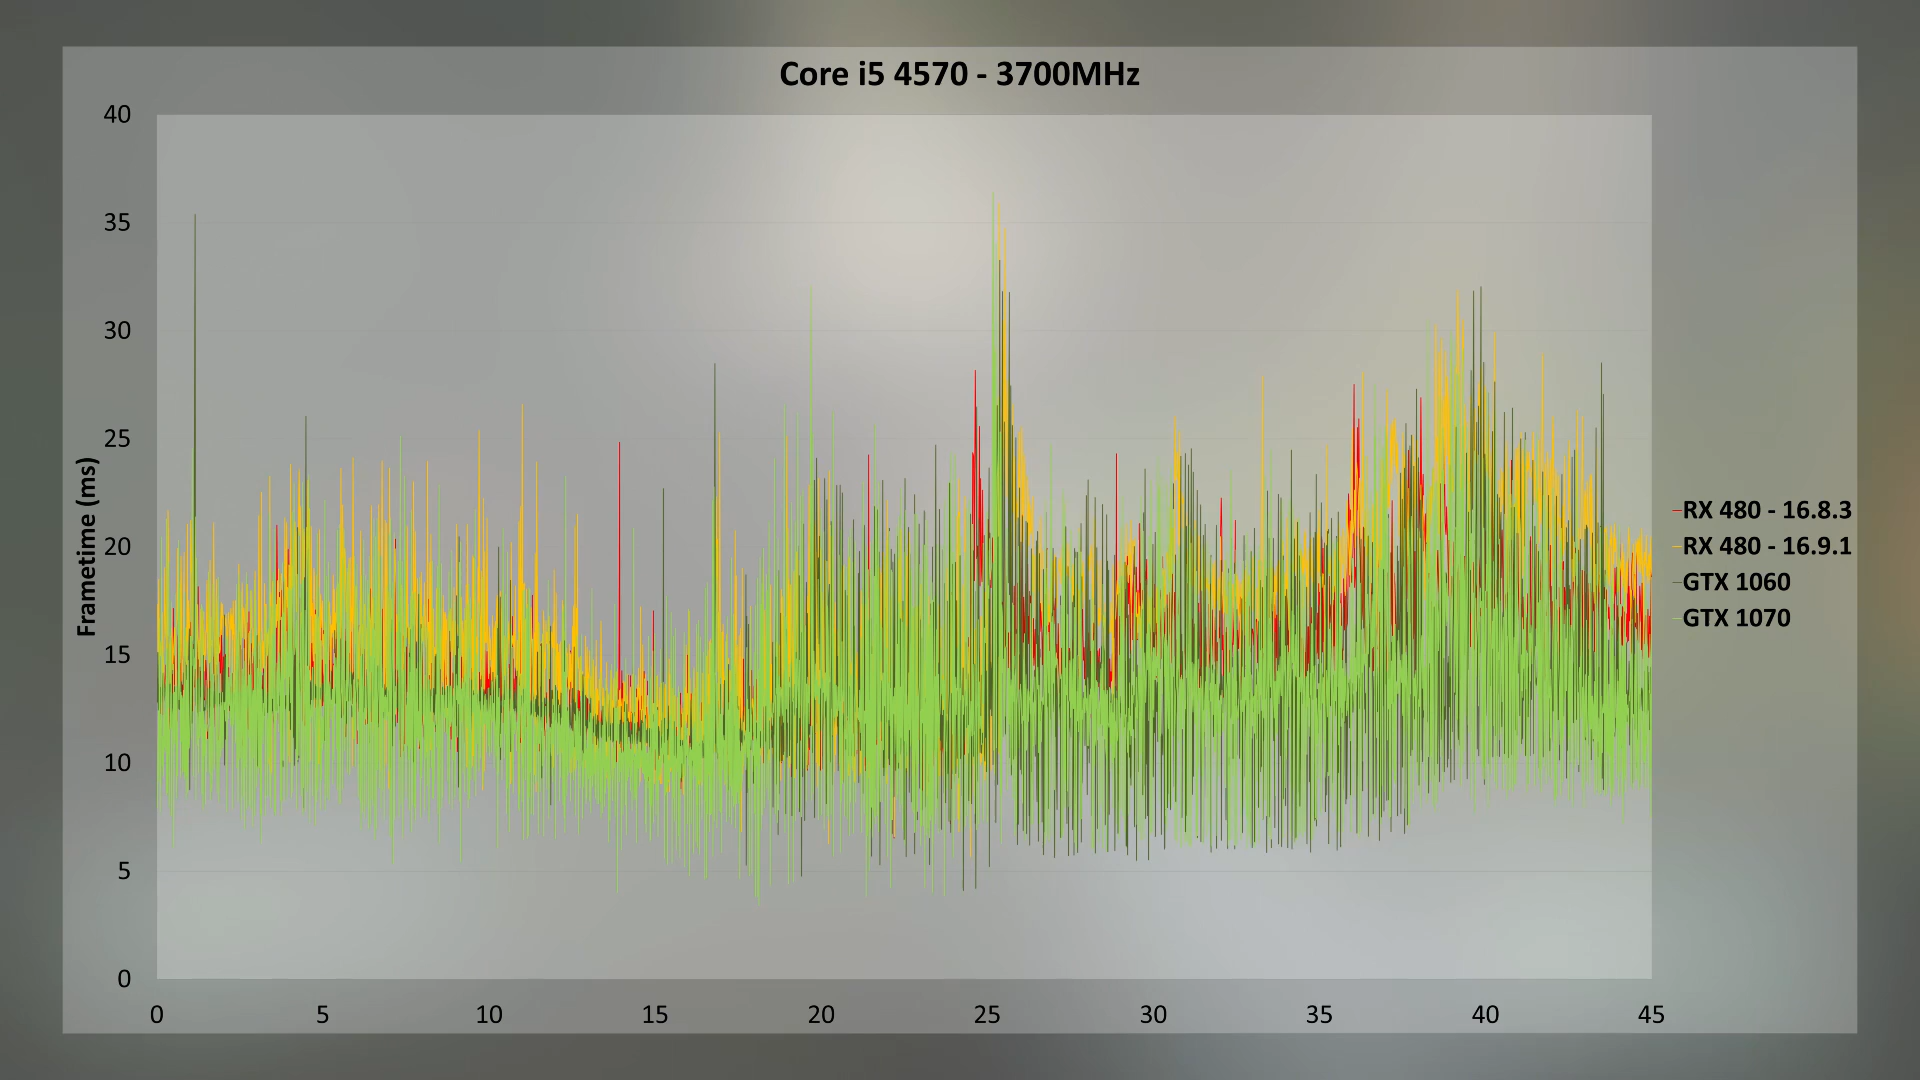 Core i5 4570 - 3700MHz
40
35
30
25
20
15
10
5
0
Frametime (ms)
0 5 10 15 20 25 30 35 40 45
RX 480 - 16.8.3
RX 480 - 16.9.1
GTX 1060
GTX 1070